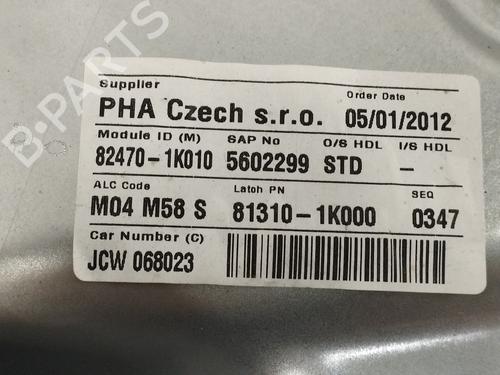 Supplier Order Date
PHA Czech s.r.o. 05/01/2012
Module ID (M) SAP No O/S HDL I/S HDL
82470-1K010 5602299 STD –
ALC Code Latoh PN SEQ
M04 M58 S 81310-1K000 0347
Car Number (C)
JCW 068023
B-PARTS